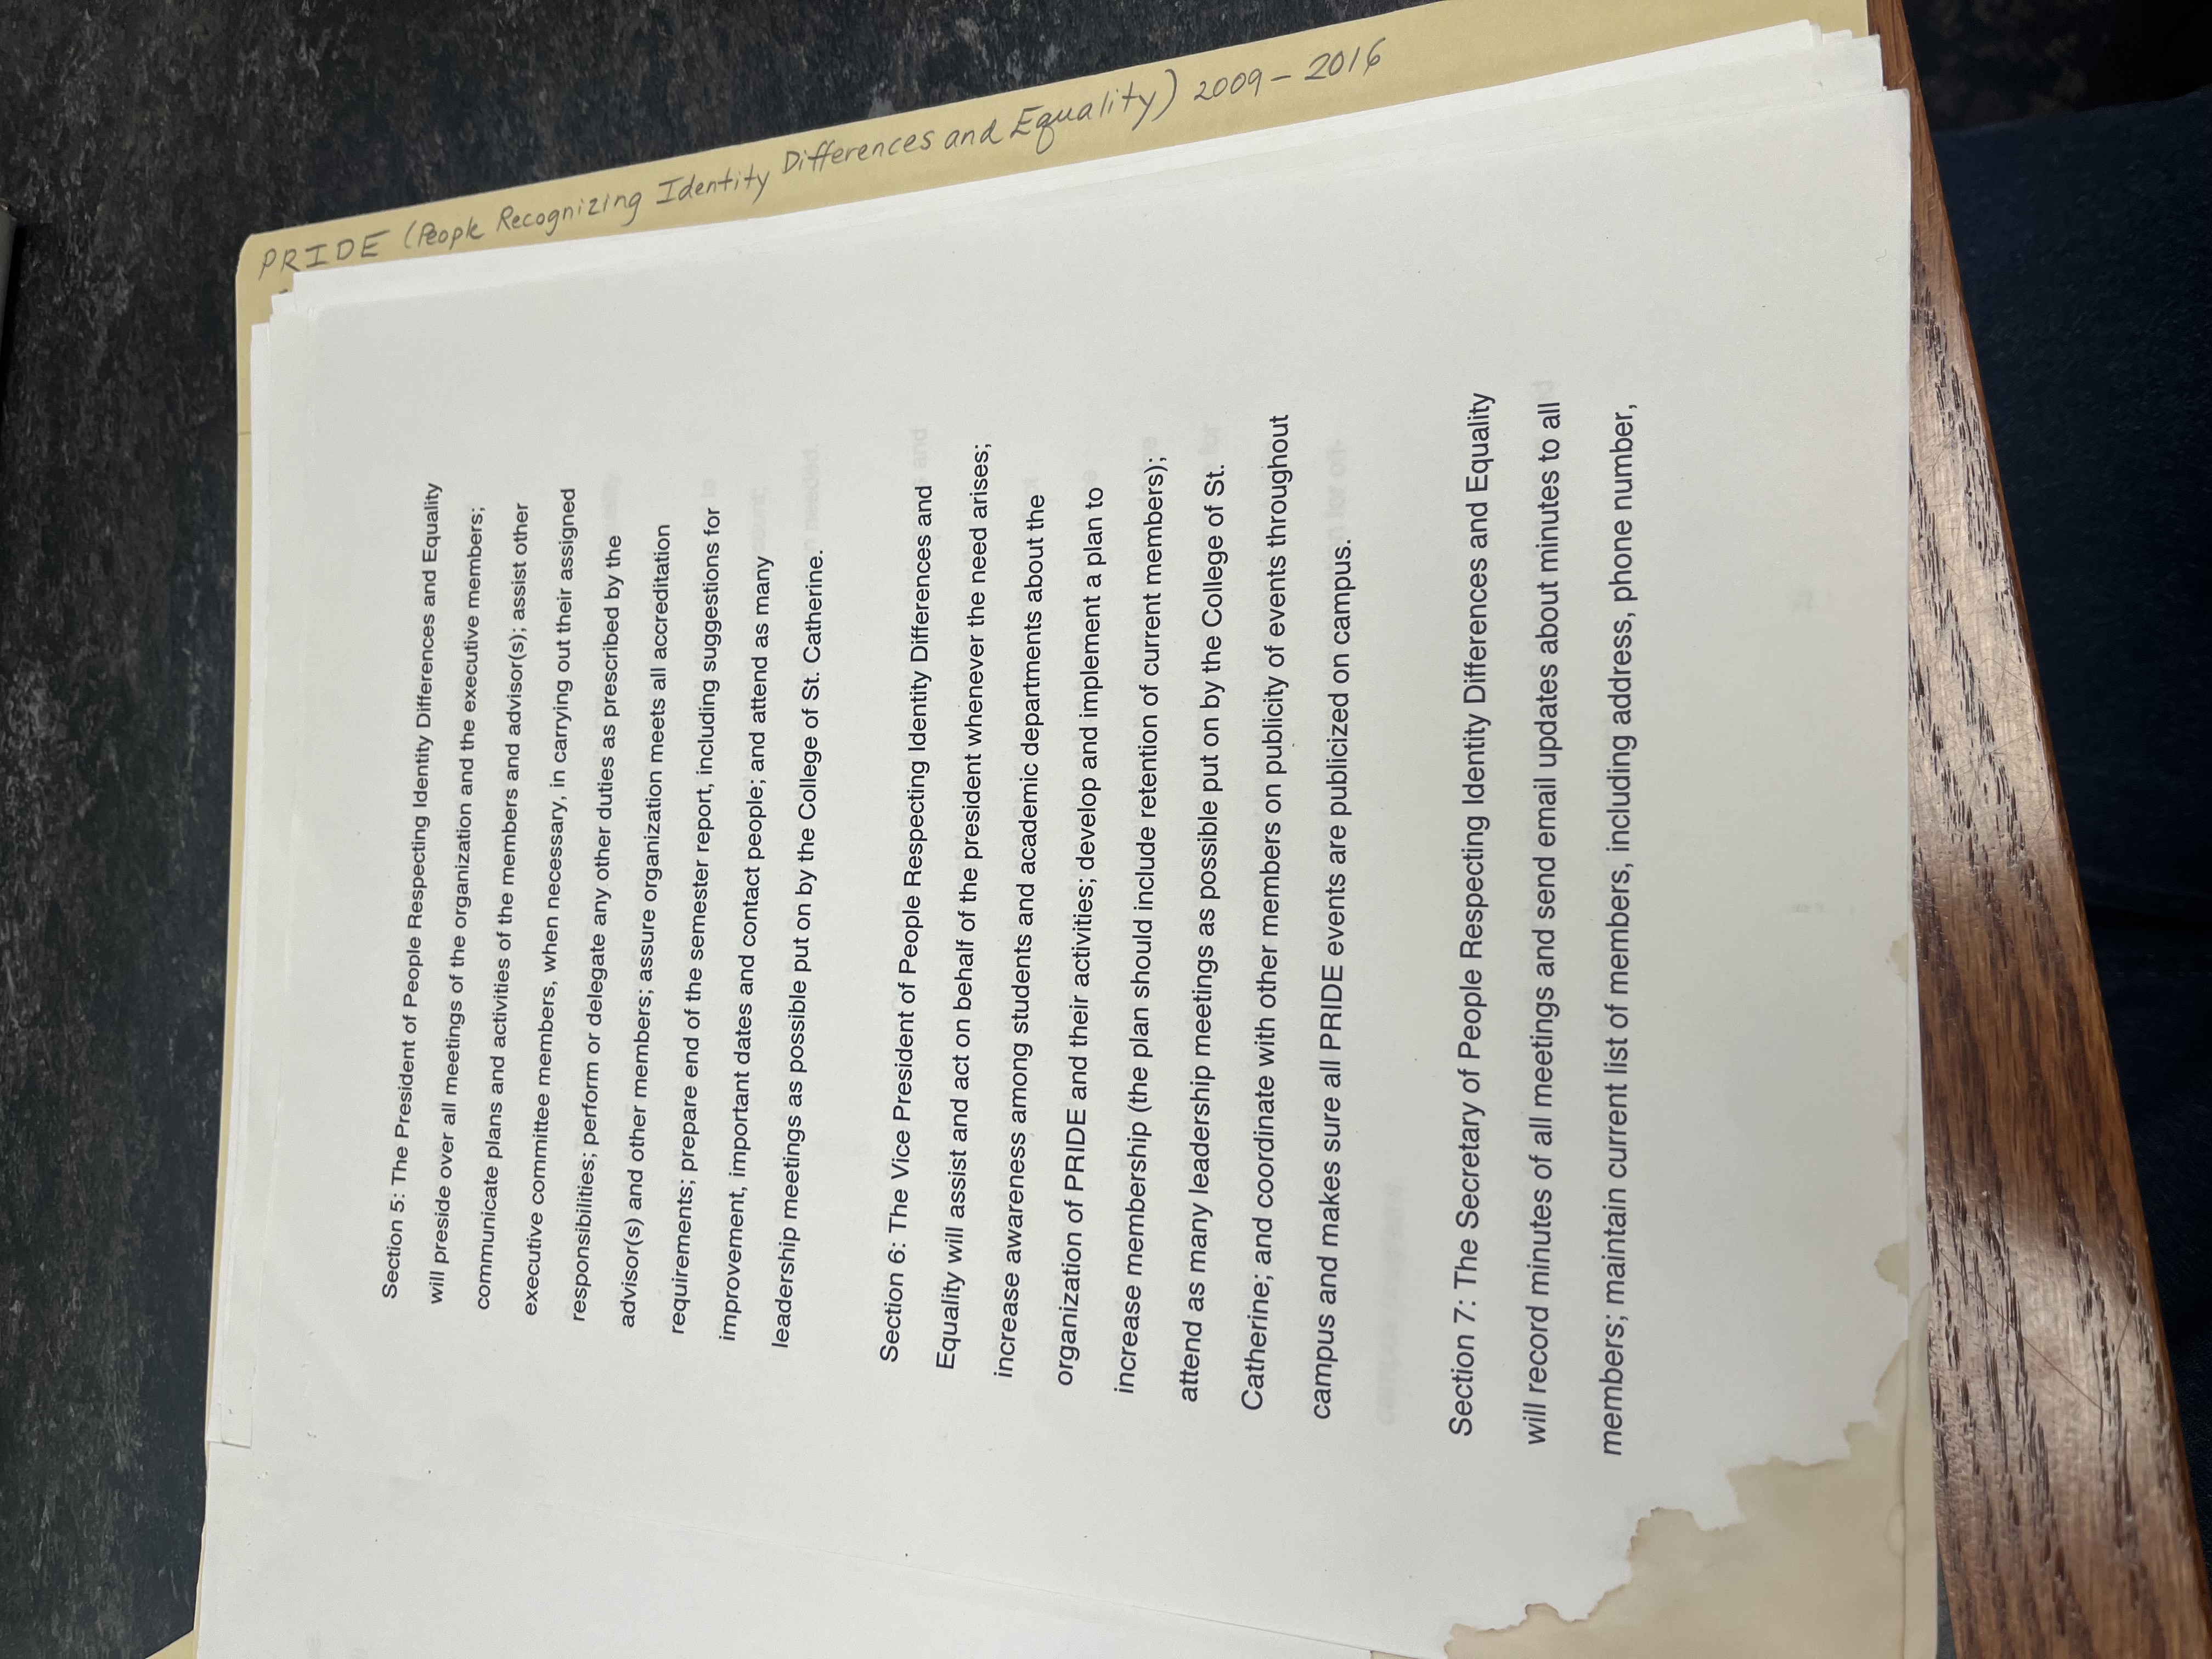 Section 5: The President of People Respecting Identity Differences and Equality
will preside over all meetings of the organization and the executive members;
communicate plans and activities of the members and advisor(s); assist other
executive committee members, when necessary, in carrying out their assigned
responsibilities; perform or delegate any other duties as prescribed by the
advisor(s) and other members; assure organization meets all accreditation
requirements; prepare end of the semester report, including suggestions for
improvement, important dates and contact people; and attend as many
leadership meetings as possible put on by the College of St. Catherine.
Section 6: The Vice President of People Respecting Identity Differences and
Equality will assist and act on behalf of the president whenever the need arises;
increase awareness among students and academic departments about the
organization of PRIDE and their activities; develop and implement a plan to
increase membership (the plan should include retention of current members);
attend as many leadership meetings as possible put on by the College of St.
Catherine; and coordinate with other members on publicity of events throughout
campus and makes sure all PRIDE events are publicized on campus.
Section 7: The Secretary of People Respecting Identity Differences and Equality
will record minutes of all meetings and send email updates about minutes to all
members; maintain current list of members, including address, phone number,
PRIDE (People Recognizing Identity Differences and Equality) 2009-2016